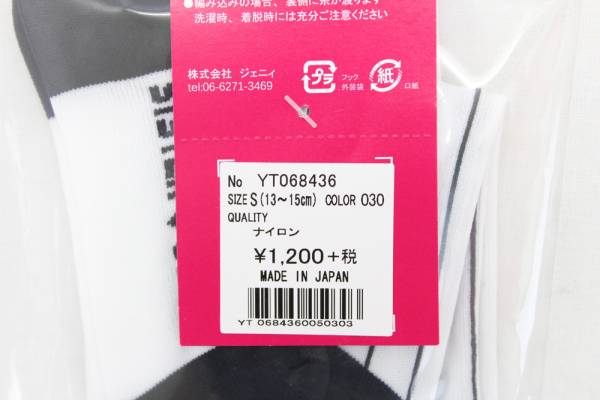 ●編み込みの場合、裏側に糸が渡ります
洗濯時、着脱時には充分ご注意ください
株式会社 ジェニィ
tel:06-6271-3469
プラ
フック
外装袋
紙
口紙
No YT068436
SIZE S(13～15cm) COLOR 030
QUALITY
ナイロン
¥1,200+税
MADE IN JAPAN
YT 0684360050303